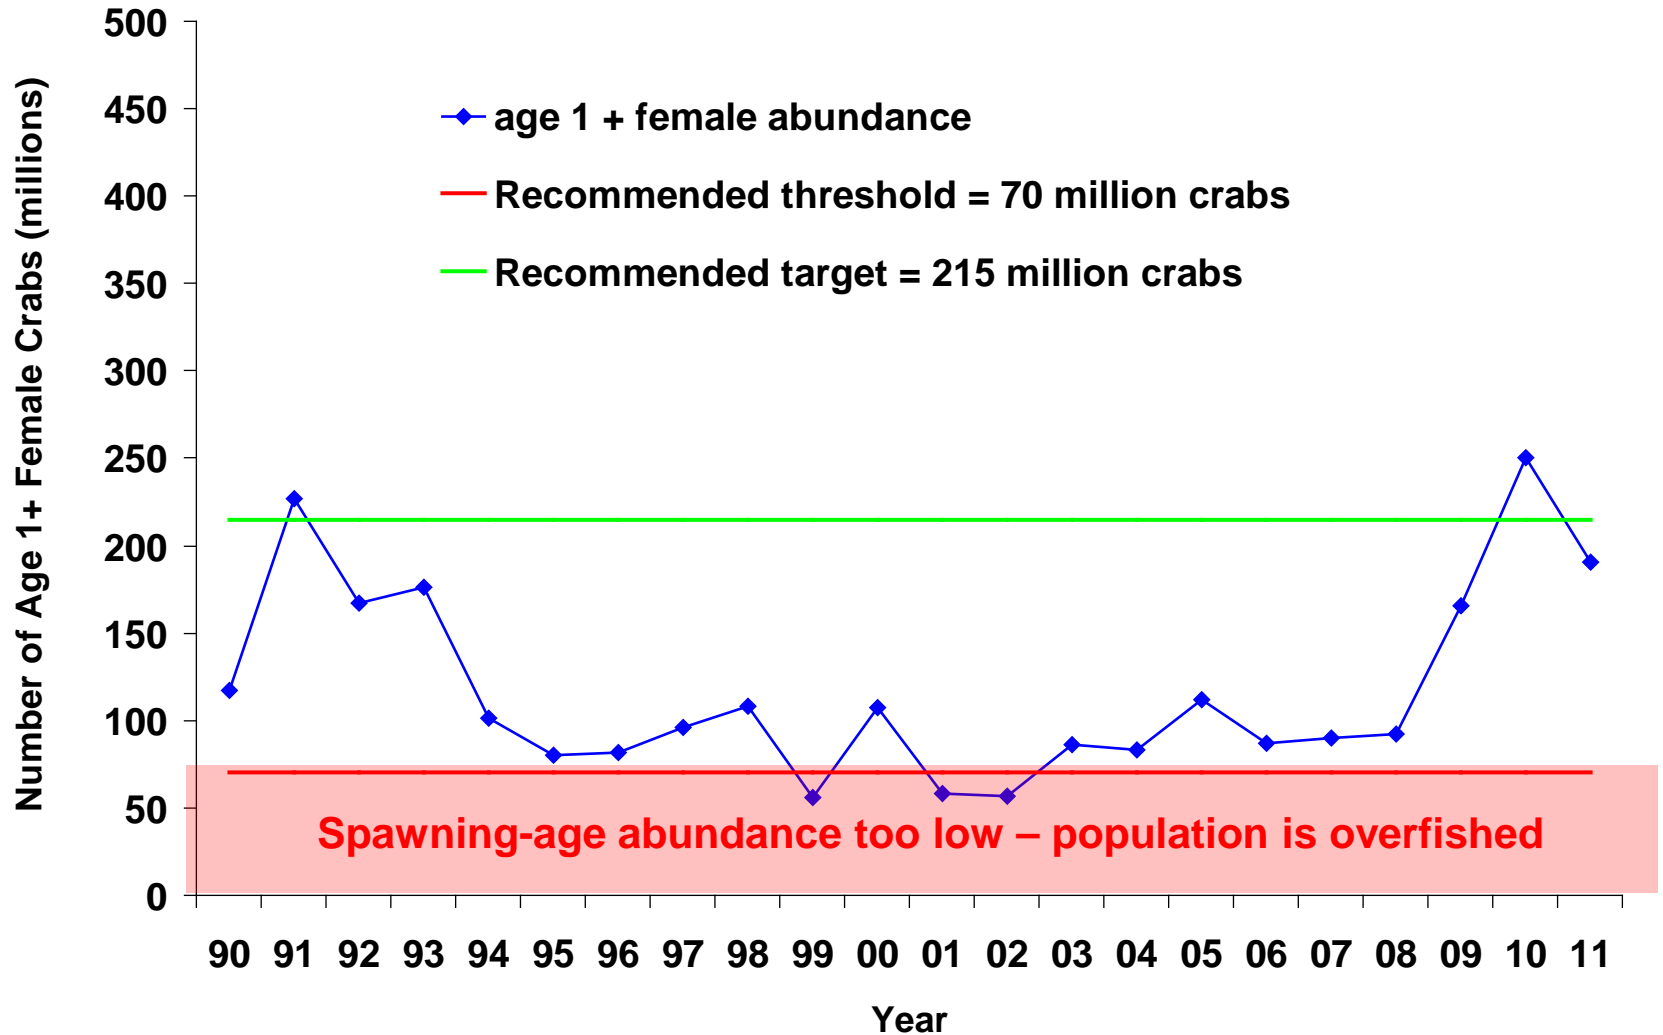 500
450
400
350
300
250
200
150
100
50
0
Number of Age 1+ Female Crabs (millions)
age 1 + female abundance
Recommended threshold = 70 million crabs
Recommended target = 215 million crabs
Spawning-age abundance too low – population is overfished
90 91 92 93 94 95 96 97 98 99 00 01 02 03 04 05 06 07 08 09 10 11
Year